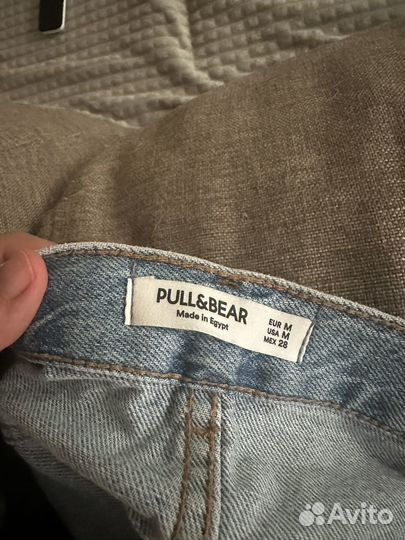 PULL&BEAR
Made in Egypt
EUR M
USA M
MEX 28
Avito